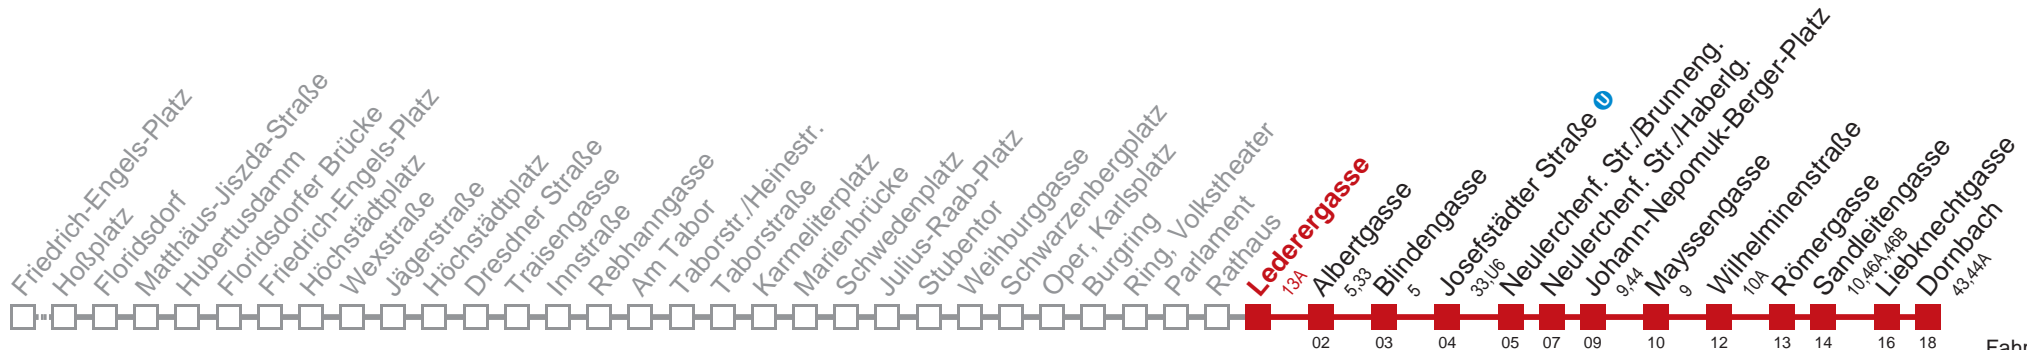 Friedrich-Engels-Platz
Hoßplatz
Floridsdorf
Matthäus-Jiszda-Straße
Hubertusdamm
Floridsdorfer Brücke
Friedrich-Engels-Platz
Höchstädtplatz
Wexstraße
Jägerstraße
Höchstädtplatz
Dresdner Straße
Traisengasse
Innstraße
Rebhanngasse
Am Tabor
Taborstr./Heinestr.
Taborstraße
Karmeliterplatz
Marienbrücke
Schwedenplatz
Julius-Raab-Platz
Stubentor
Weihburggasse
Schwarzenbergplatz
Oper, Karlsplatz
Burgring
Ring, Volkstheater
Parlament
Rathaus
Lederergasse
13A
Albertgasse
5,33
Blindengasse
5
Josefstädter Straße U
33,U6
Neulerchenf. Str./Brunneng.
Neulerchenf. Str./Haberlg.
Johann-Nepomuk-Berger-Platz
9,44
Mayssengasse
9
Wilhelminenstraße
10A
Römergasse
Sandleitengasse
10,46A,46B
Liebknechtgasse
Dornbach
43,44A
02 03 04 05 07 09 10 12 13 14 16 18
Fahr